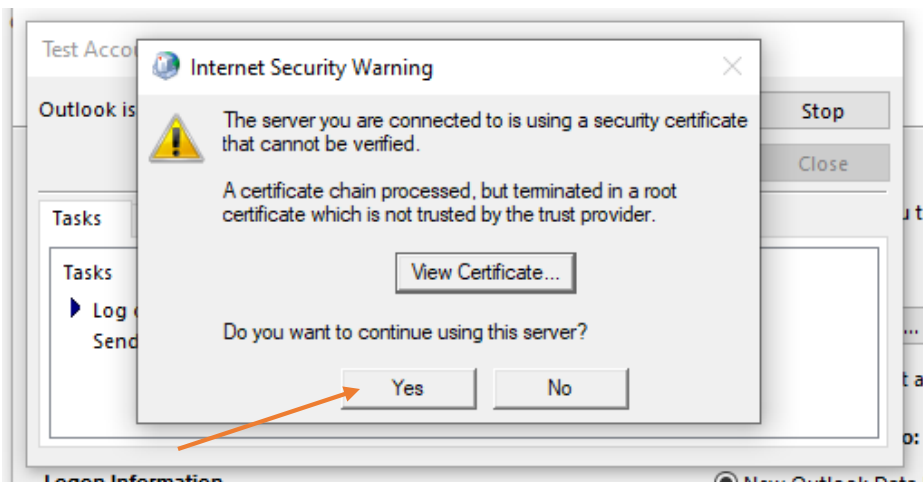 Test Acco
Internet Security Warning
Outlook is
The server you are connected to is using a security certificate
that cannot be verified.
Stop
Close
A certificate chain processed, but terminated in a root
certificate which is not trusted by the trust provider.
Tasks
View Certificate...
Tasks
Log
Send
Do you want to continue using this server?
...
Yes
No
o:
Logon Information
New Outlook Data